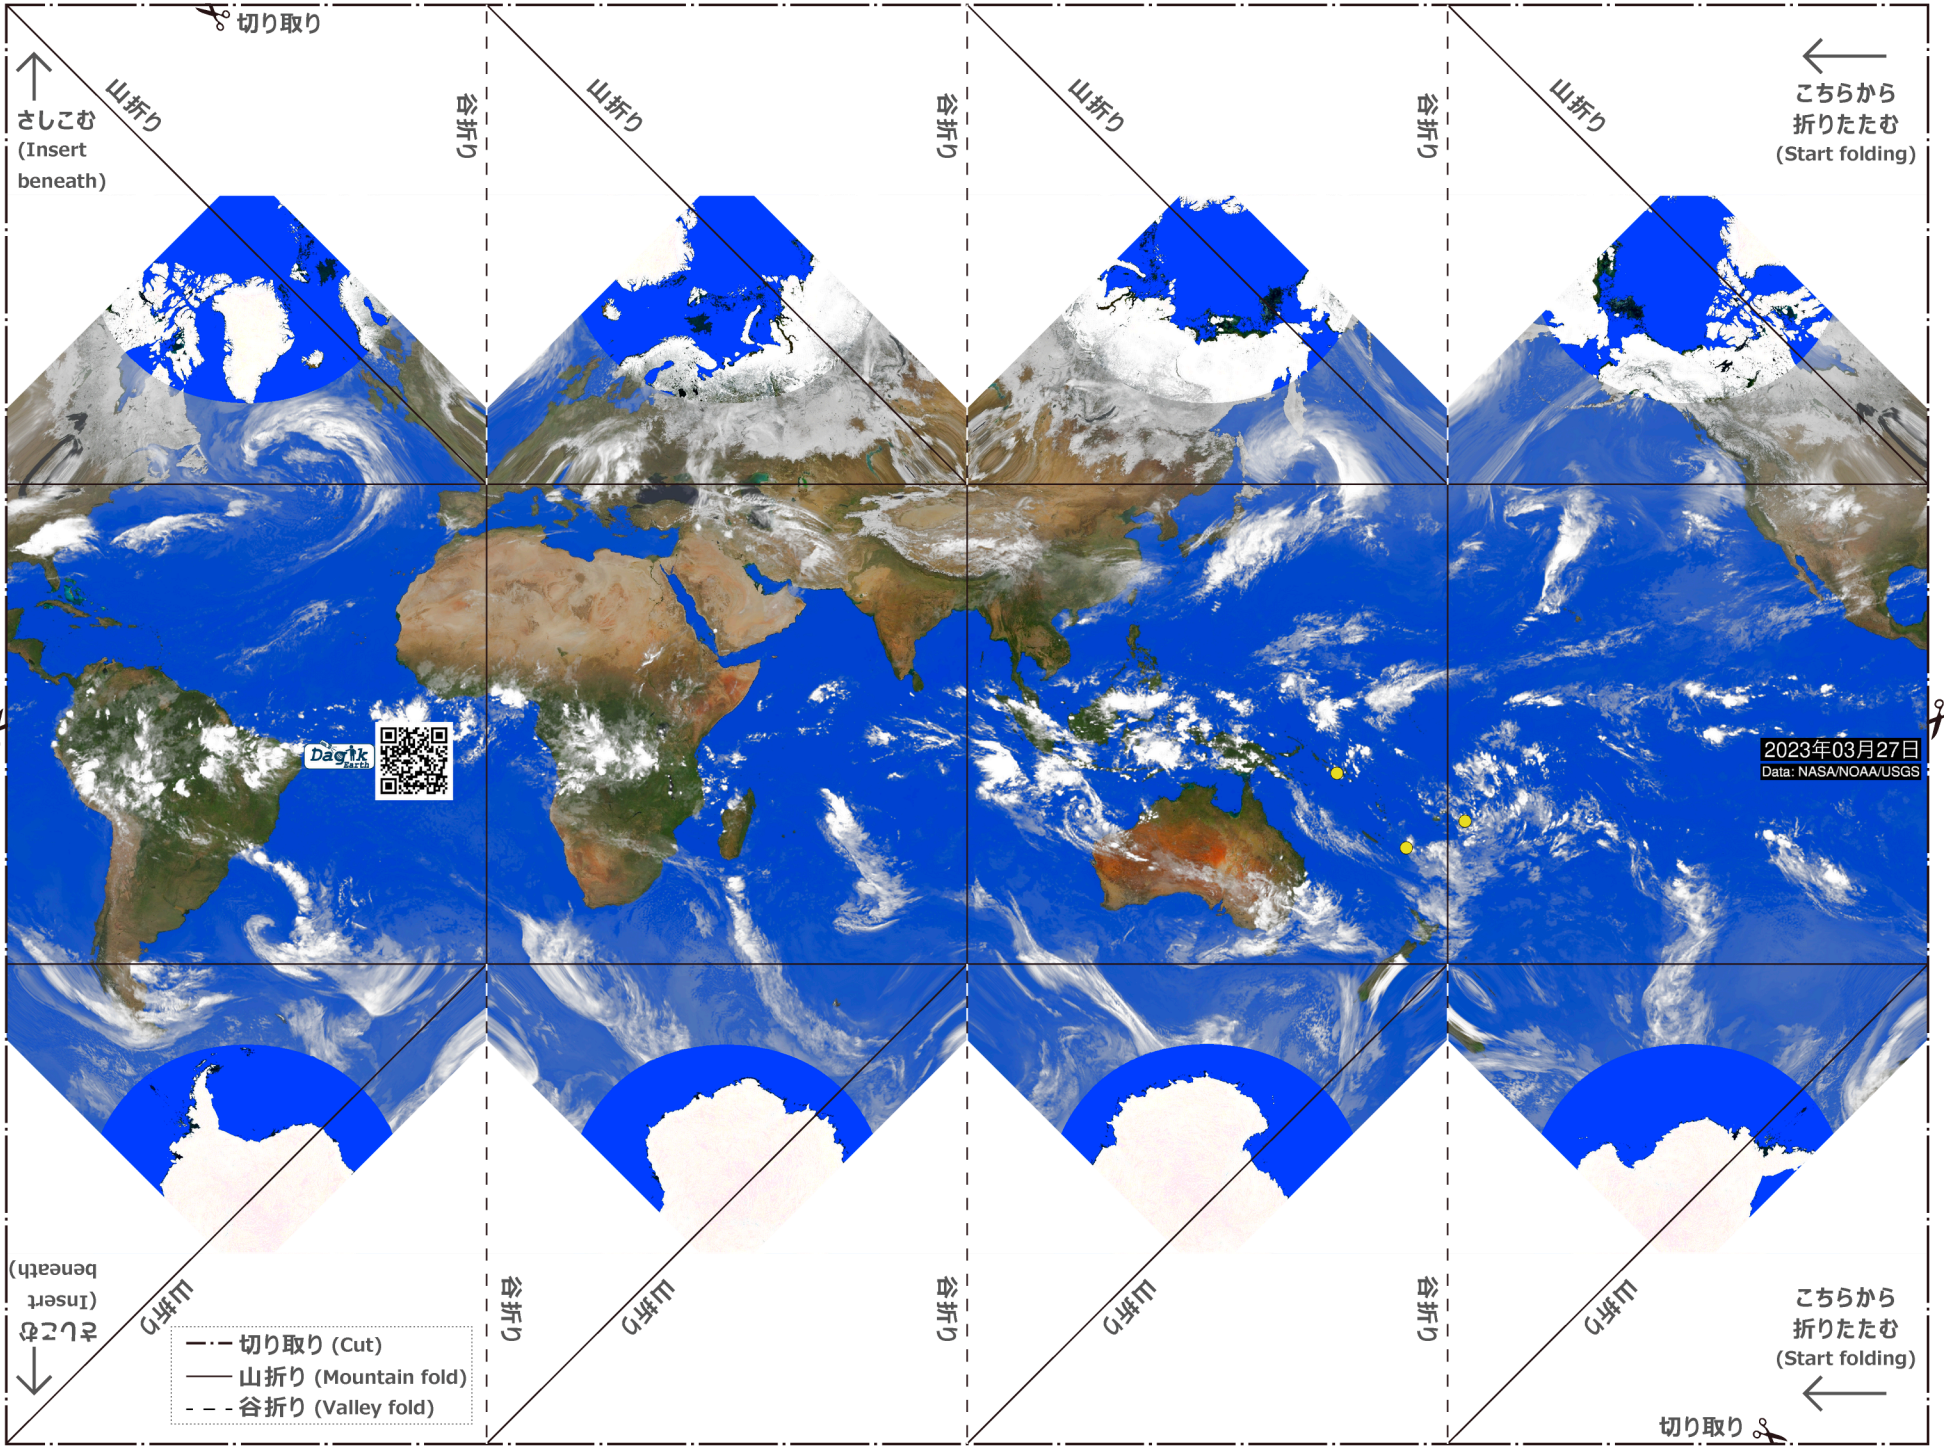 切り取り
山折り
山折り
山折り
山折り
谷折り
谷折り
谷折り
さしこむ
(Insert
beneath)
こちらから
折りたたむ
(Start folding)
Dagik
Earth
2023年03月27日
Data: NASA/NOAA/USGS
さしこむ
(Insert
beneath)
山折り
山折り
山折り
山折り
谷折り
谷折り
谷折り
切り取り (Cut)
山折り (Mountain fold)
谷折り (Valley fold)
こちらから
折りたたむ
(Start folding)
切り取り